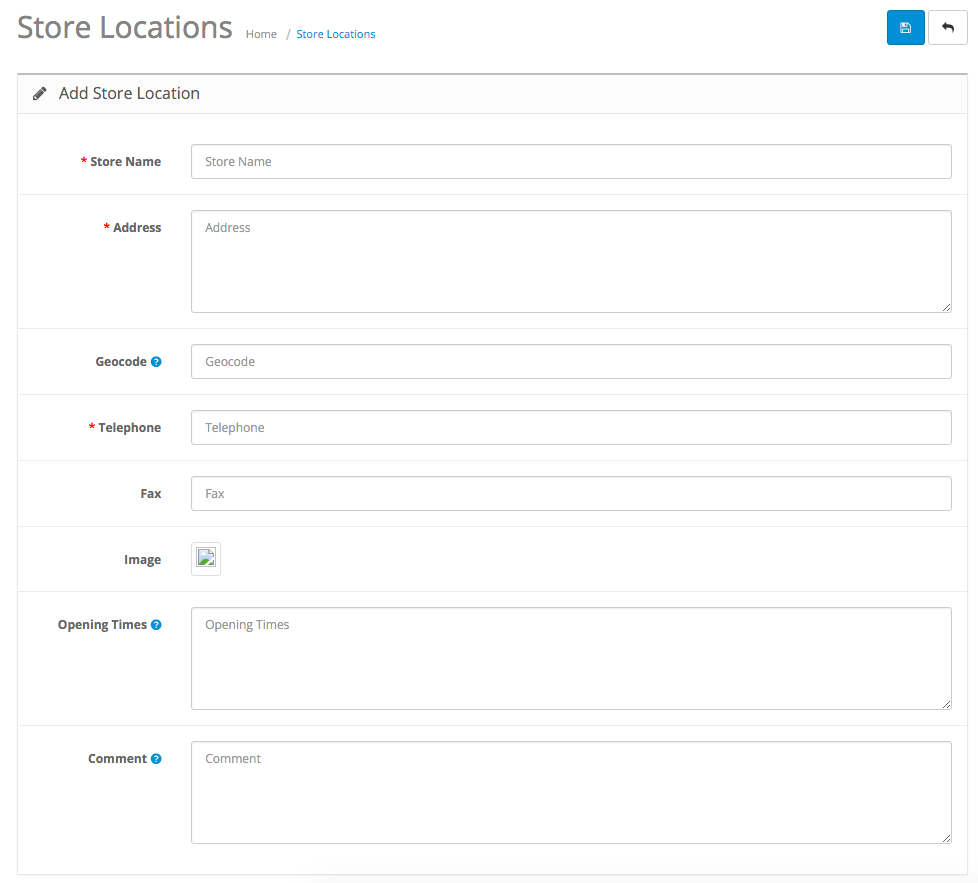 Store Locations Home / Store Locations
Add Store Location
* Store Name Store Name
* Address Address
Geocode ? Geocode
* Telephone Telephone
Fax Fax
Image
Opening Times ? Opening Times
Comment ? Comment